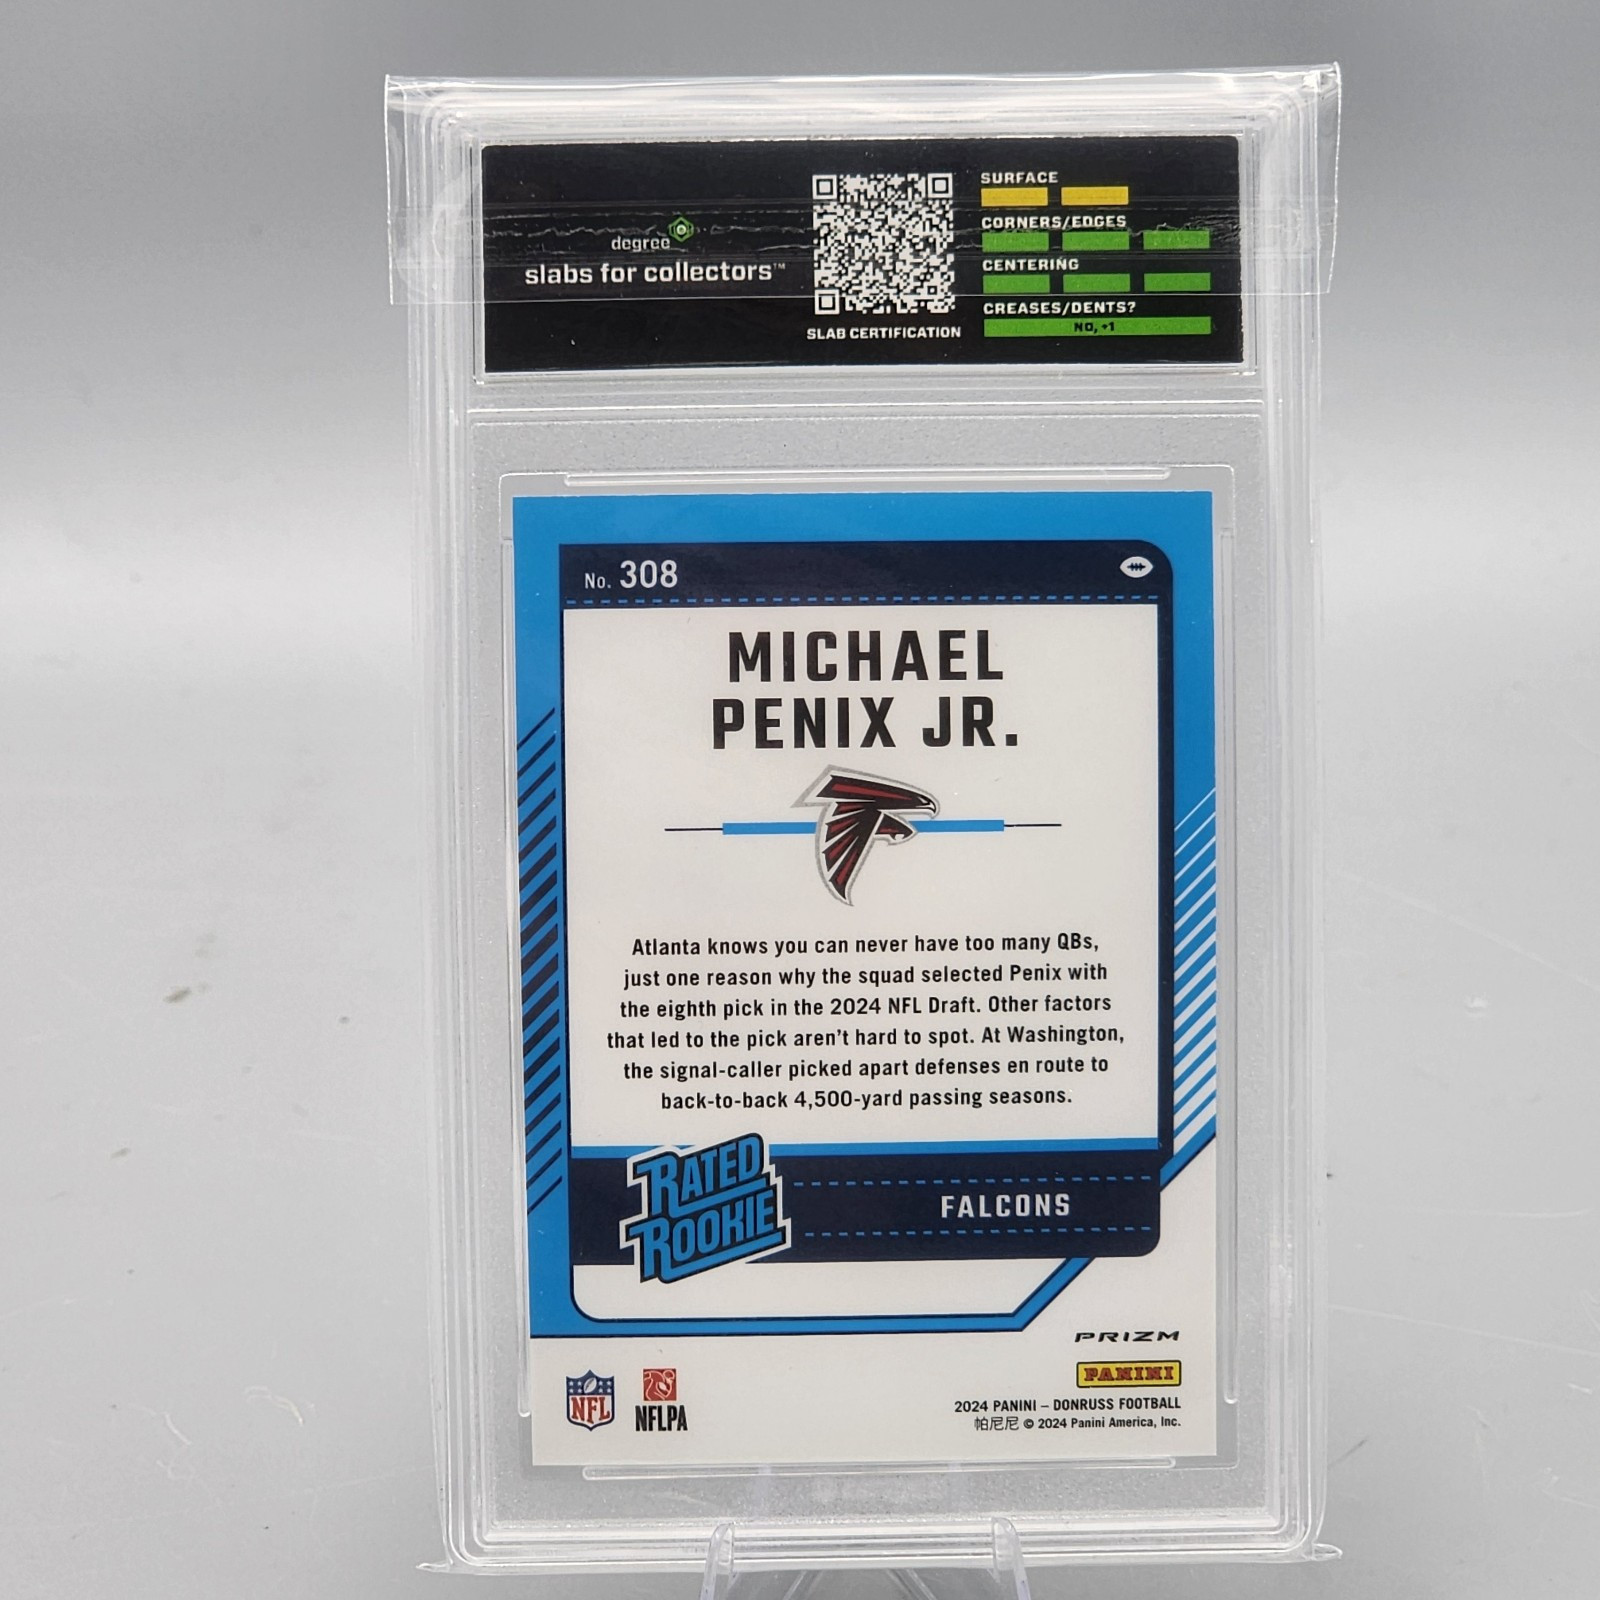 degree
slabs for collectors™
SLAB CERTIFICATION
SURFACE
CORNERS/EDGES
CENTERING
CREASES/DENTS?
NO, +1
No. 308
MICHAEL
PENIX JR.
Atlanta knows you can never have too many QBs,
just one reason why the squad selected Penix with
the eighth pick in the 2024 NFL Draft. Other factors
that led to the pick aren't hard to spot. At Washington,
the signal-caller picked apart defenses en route to
back-to-back 4,500-yard passing seasons.
RATED
ROOKIE
FALCONS
PRIZM
PANINI
NFL
NFLPA
2024 PANINI – DONRUSS FOOTBALL
帕尼尼 © 2024 Panini America, Inc.